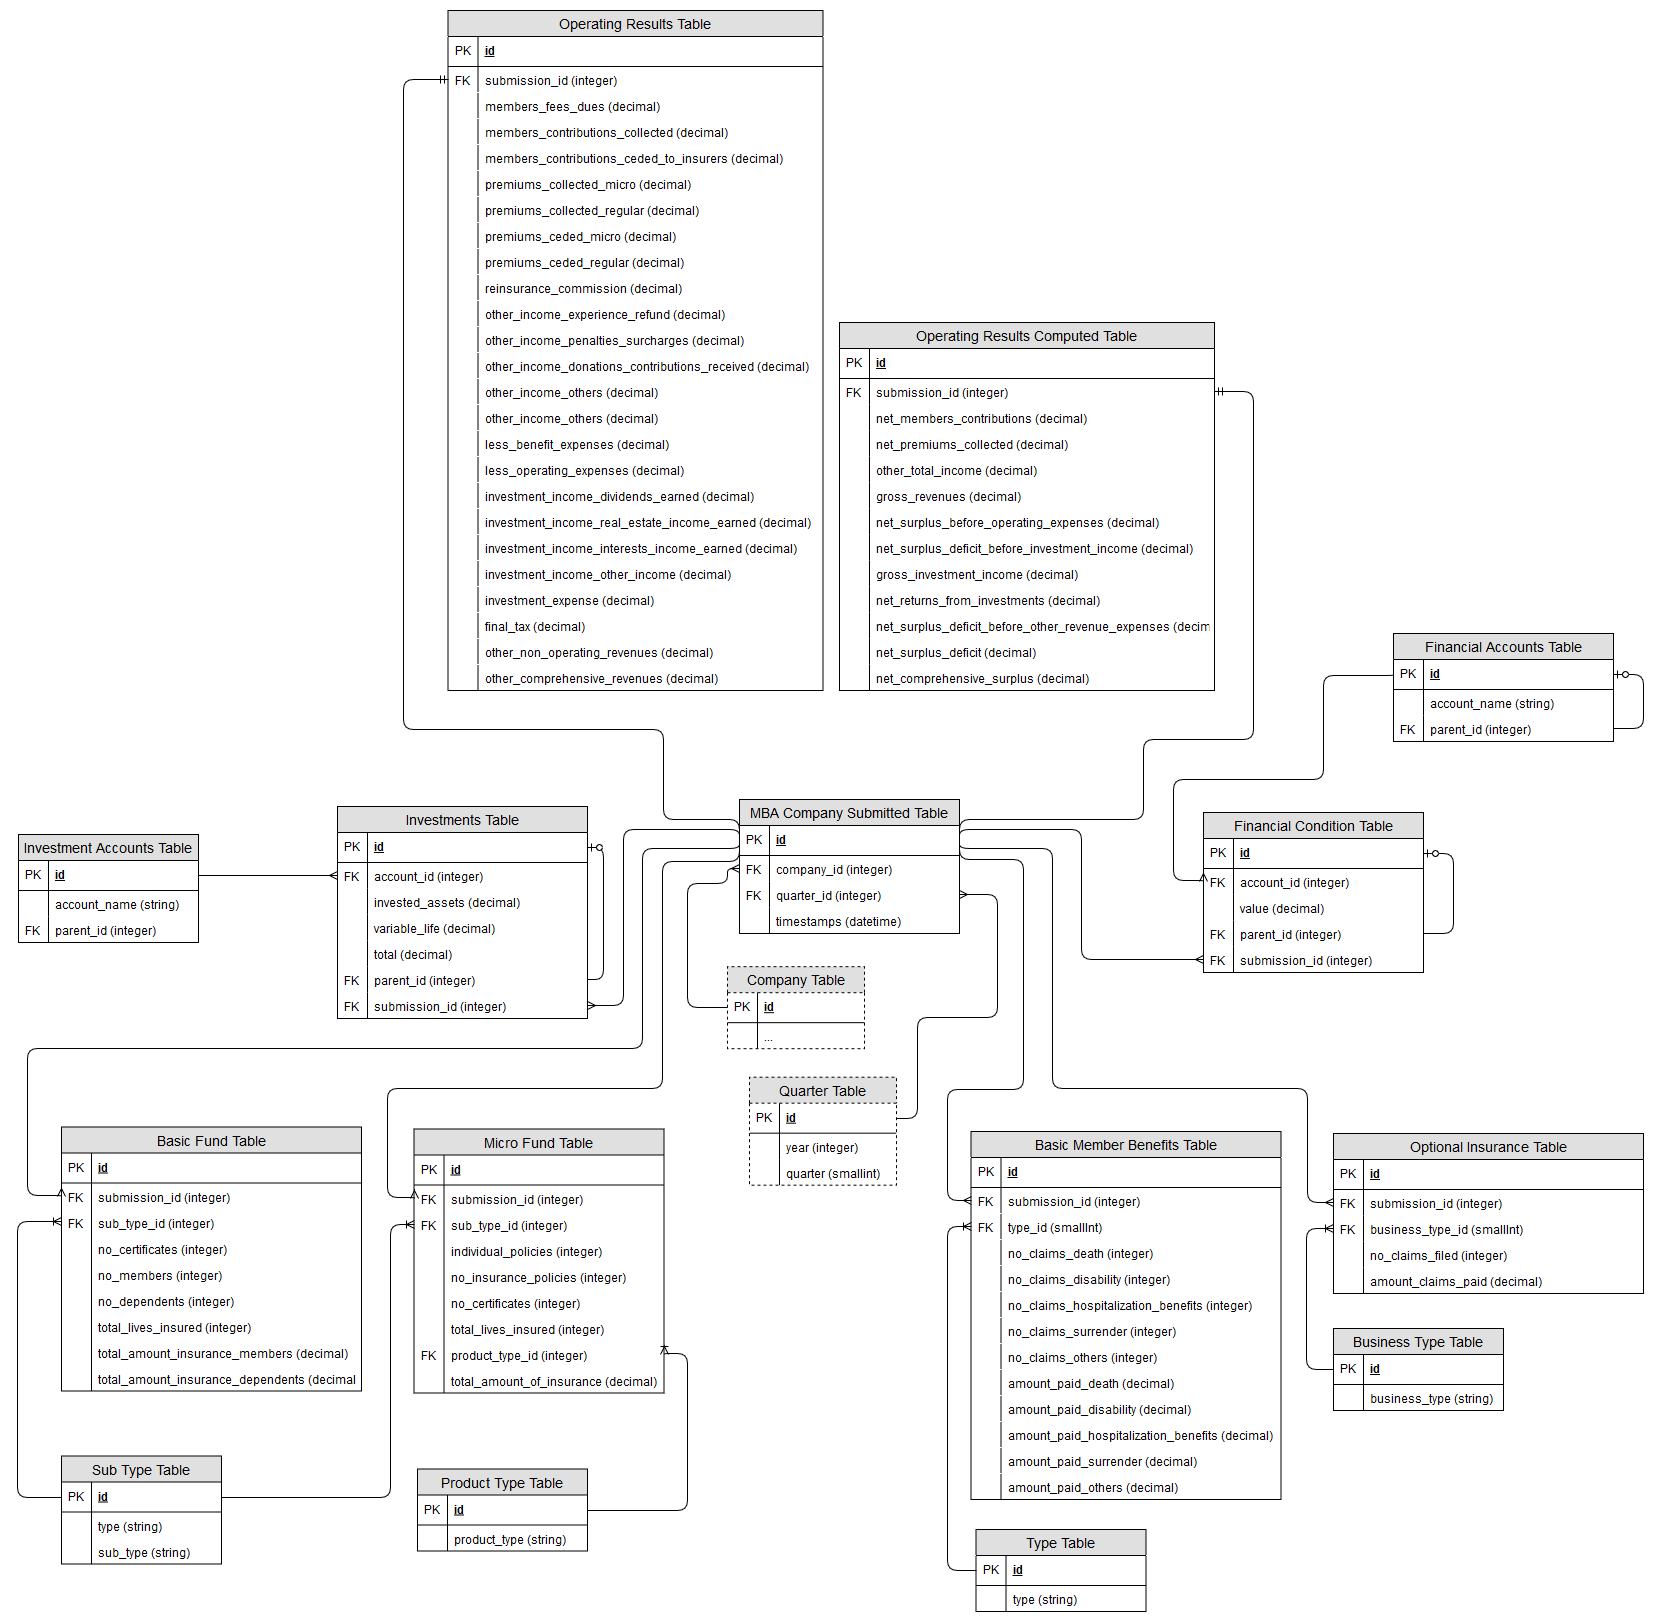 Operating Results Table
PK id
FK submission_id (integer)
members_fees_dues (decimal)
members_contributions_collected (decimal)
members_contributions_ceded_to_insurers (decimal)
premiums_collected_micro (decimal)
premiums_collected_regular (decimal)
premiums_ceded_micro (decimal)
premiums_ceded_regular (decimal)
reinsurance_commission (decimal)
other_income_experience_refund (decimal)
other_income_penalties_surcharges (decimal)
other_income_donations_contributions_received (decimal)
other_income_others (decimal)
other_income_others (decimal)
less_benefit_expenses (decimal)
less_operating_expenses (decimal)
investment_income_dividends_earned (decimal)
investment_income_real_estate_income_earned (decimal)
investment_income_interests_income_earned (decimal)
investment_income_other_income (decimal)
investment_expense (decimal)
final_tax (decimal)
other_non_operating_revenues (decimal)
other_comprehensive_revenues (decimal)
Operating Results Computed Table
PK id
FK submission_id (integer)
net_members_contributions (decimal)
net_premiums_collected (decimal)
other_total_income (decimal)
gross_revenues (decimal)
net_surplus_before_operating_expenses (decimal)
net_surplus_deficit_before_investment_income (decimal)
gross_investment_income (decimal)
net_returns_from_investments (decimal)
net_surplus_deficit_before_other_revenue_expenses (decim
net_surplus_deficit (decimal)
net_comprehensive_surplus (decimal)
Financial Accounts Table
PK id
account_name (string)
FK parent_id (integer)
Investment Accounts Table
PK id
account_name (string)
FK parent_id (integer)
Investments Table
PK id
FK account_id (integer)
invested_assets (decimal)
variable_life (decimal)
total (decimal)
FK parent_id (integer)
FK submission_id (integer)
MBA Company Submitted Table
PK id
FK company_id (integer)
FK quarter_id (integer)
timestamps (datetime)
Financial Condition Table
PK id
FK account_id (integer)
value (decimal)
FK parent_id (integer)
FK submission_id (integer)
Company Table
PK id
...
Quarter Table
PK id
year (integer)
quarter (smallint)
Basic Fund Table
PK id
FK submission_id (integer)
FK sub_type_id (integer)
no_certificates (integer)
no_members (integer)
no_dependents (integer)
total_lives_insured (integer)
total_amount_insurance_members (decimal)
total_amount_insurance_dependents (decimal
Micro Fund Table
PK id
FK submission_id (integer)
FK sub_type_id (integer)
individual_policies (integer)
no_insurance_policies (integer)
no_certificates (integer)
total_lives_insured (integer)
FK product_type_id (integer)
total_amount_of_insurance (decimal)
Basic Member Benefits Table
PK id
FK submission_id (integer)
FK type_id (smallInt)
no_claims_death (integer)
no_claims_disability (integer)
no_claims_hospitalization_benefits (integer)
no_claims_surrender (integer)
no_claims_others (integer)
amount_paid_death (decimal)
amount_paid_disability (decimal)
amount_paid_hospitalization_benefits (decimal)
amount_paid_surrender (decimal)
amount_paid_others (decimal)
Optional Insurance Table
PK id
FK submission_id (integer)
FK business_type_id (smallInt)
no_claims_filed (integer)
amount_claims_paid (decimal)
Business Type Table
PK id
business_type (string)
Sub Type Table
PK id
type (string)
sub_type (string)
Product Type Table
PK id
product_type (string)
Type Table
PK id
type (string)